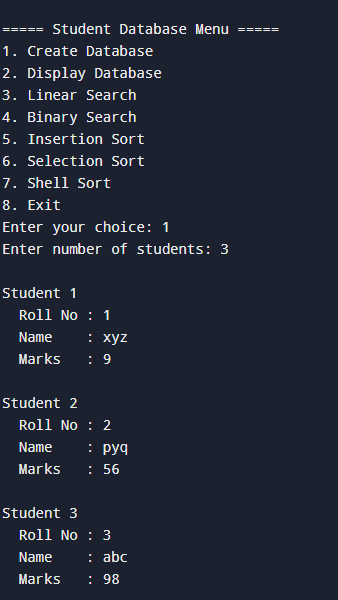 ===== Student Database Menu =====
1. Create Database
2. Display Database
3. Linear Search
4. Binary Search
5. Insertion Sort
6. Selection Sort
7. Shell Sort
8. Exit
Enter your choice: 1
Enter number of students: 3

Student 1
  Roll No : 1
  Name    : xyz
  Marks   : 9

Student 2
  Roll No : 2
  Name    : pyq
  Marks   : 56

Student 3
  Roll No : 3
  Name    : abc
  Marks   : 98